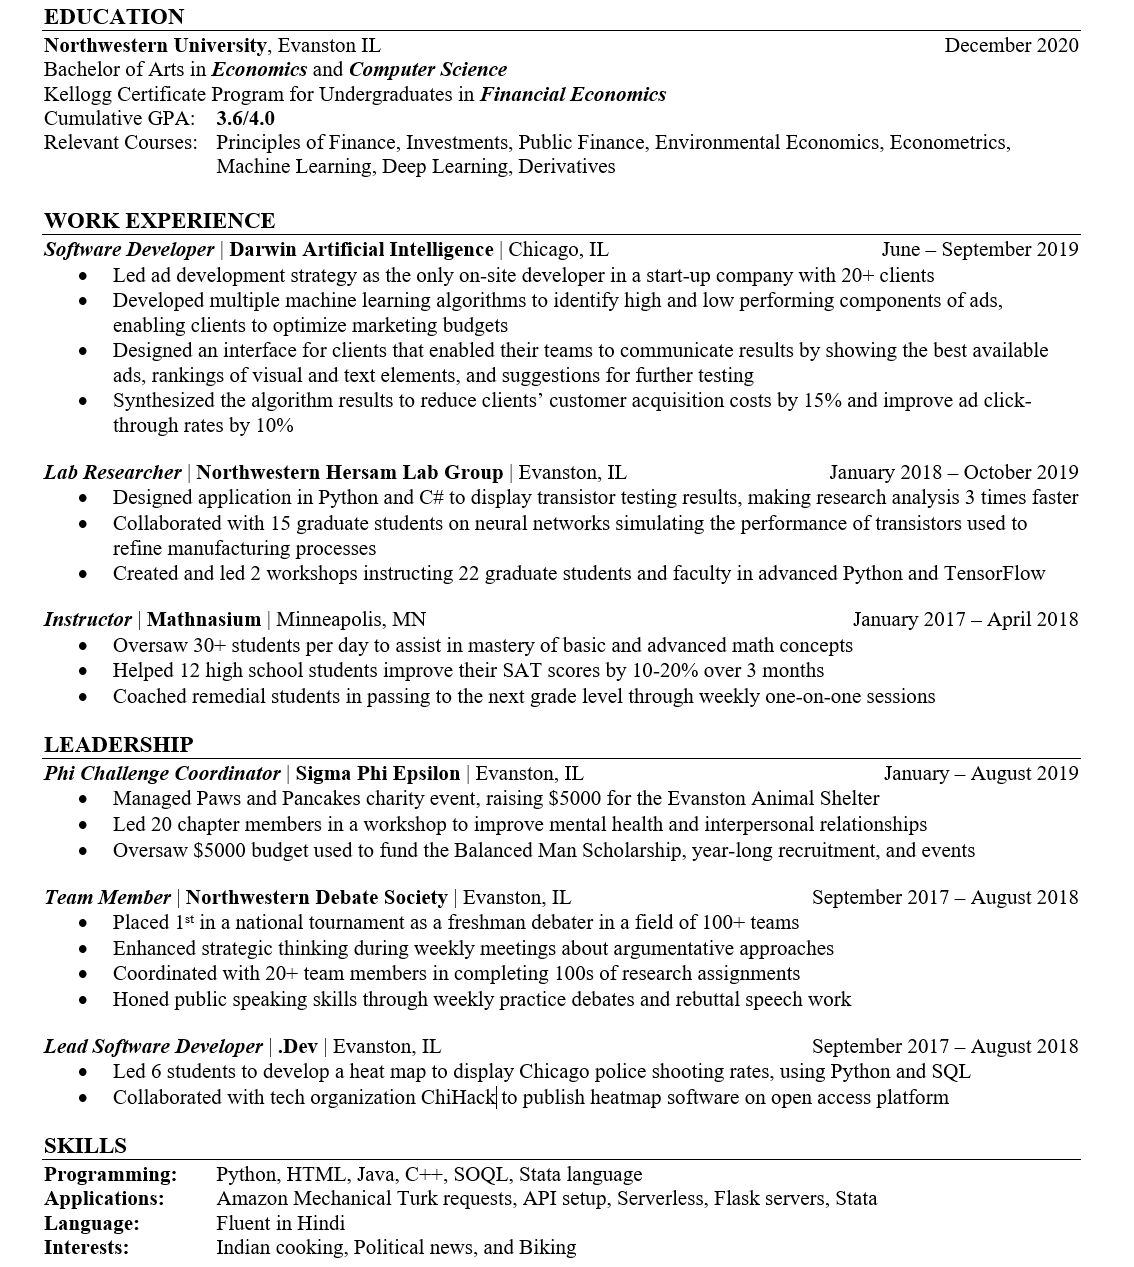 EDUCATION
Northwestern University, Evanston IL December 2020
Bachelor of Arts in Economics and Computer Science
Kellogg Certificate Program for Undergraduates in Financial Economics
Cumulative GPA: 3.6/4.0
Relevant Courses: Principles of Finance, Investments, Public Finance, Environmental Economics, Econometrics,
Machine Learning, Deep Learning, Derivatives
WORK EXPERIENCE
Software Developer | Darwin Artificial Intelligence | Chicago, IL June – September 2019
• Led ad development strategy as the only on-site developer in a start-up company with 20+ clients
• Developed multiple machine learning algorithms to identify high and low performing components of ads,
enabling clients to optimize marketing budgets
• Designed an interface for clients that enabled their teams to communicate results by showing the best available
ads, rankings of visual and text elements, and suggestions for further testing
• Synthesized the algorithm results to reduce clients’ customer acquisition costs by 15% and improve ad click-
through rates by 10%
Lab Researcher | Northwestern Hersam Lab Group | Evanston, IL January 2018 – October 2019
• Designed application in Python and C# to display transistor testing results, making research analysis 3 times faster
• Collaborated with 15 graduate students on neural networks simulating the performance of transistors used to
refine manufacturing processes
• Created and led 2 workshops instructing 22 graduate students and faculty in advanced Python and TensorFlow
Instructor | Mathnasium | Minneapolis, MN January 2017 – April 2018
• Oversaw 30+ students per day to assist in mastery of basic and advanced math concepts
• Helped 12 high school students improve their SAT scores by 10-20% over 3 months
• Coached remedial students in passing to the next grade level through weekly one-on-one sessions
LEADERSHIP
Phi Challenge Coordinator | Sigma Phi Epsilon | Evanston, IL January – August 2019
• Managed Paws and Pancakes charity event, raising $5000 for the Evanston Animal Shelter
• Led 20 chapter members in a workshop to improve mental health and interpersonal relationships
• Oversaw $5000 budget used to fund the Balanced Man Scholarship, year-long recruitment, and events
Team Member | Northwestern Debate Society | Evanston, IL September 2017 – August 2018
• Placed 1st in a national tournament as a freshman debater in a field of 100+ teams
• Enhanced strategic thinking during weekly meetings about argumentative approaches
• Coordinated with 20+ team members in completing 100s of research assignments
• Honed public speaking skills through weekly practice debates and rebuttal speech work
Lead Software Developer | .Dev | Evanston, IL September 2017 – August 2018
• Led 6 students to develop a heat map to display Chicago police shooting rates, using Python and SQL
• Collaborated with tech organization ChiHack to publish heatmap software on open access platform
SKILLS
Programming: Python, HTML, Java, C++, SOQL, Stata language
Applications: Amazon Mechanical Turk requests, API setup, Serverless, Flask servers, Stata
Language: Fluent in Hindi
Interests: Indian cooking, Political news, and Biking